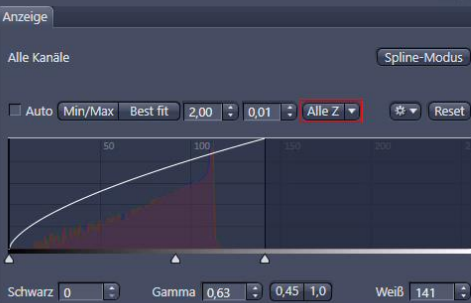 Anzeige
Alle Kanäle Spline-Modus
Auto Min/Max Best fit 2,00 0,01 Alle Z Reset
50 100 150 200
Schwarz 0 Gamma 0,63 0,45 1,0 Weiß 141